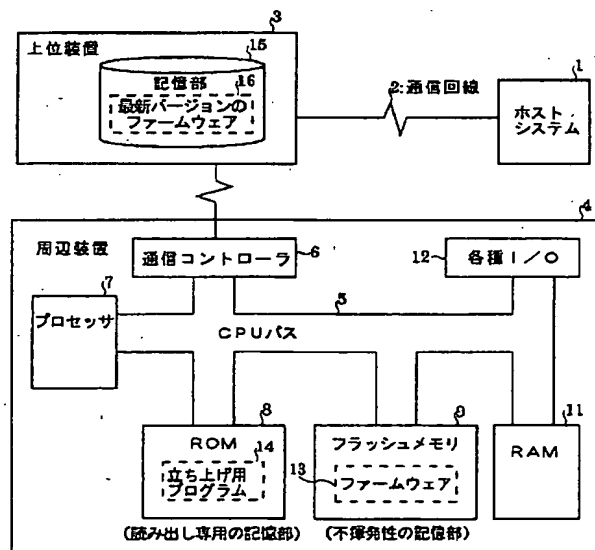 3
上位装置
15
記憶部
16
最新バージョンの
ファームウェア
2:通信回線
1
ホスト
システム
4
周辺装置
通信コントローラ
6
12
各種I/O
7
プロセッサ
5
CPUバス
8
ROM
14
立ち上げ用
プログラム
(読み出し専用の記憶部)
9
フラッシュメモリ
13
ファームウェア
(不揮発性の記憶部)
11
RAM